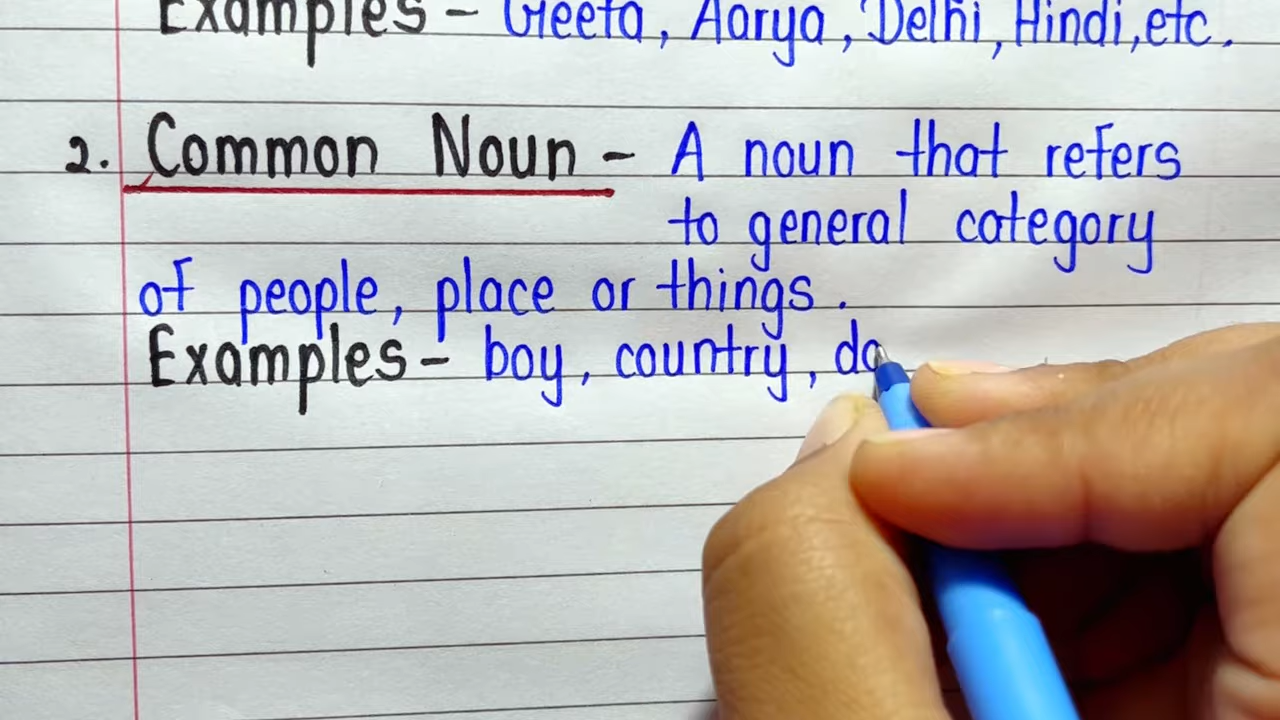 Examples - Geeta, Aarya, Delhi, Hindi, etc.
2. Common Noun - A noun that refers
to general category
of people, place or things.
Examples - boy, country, do